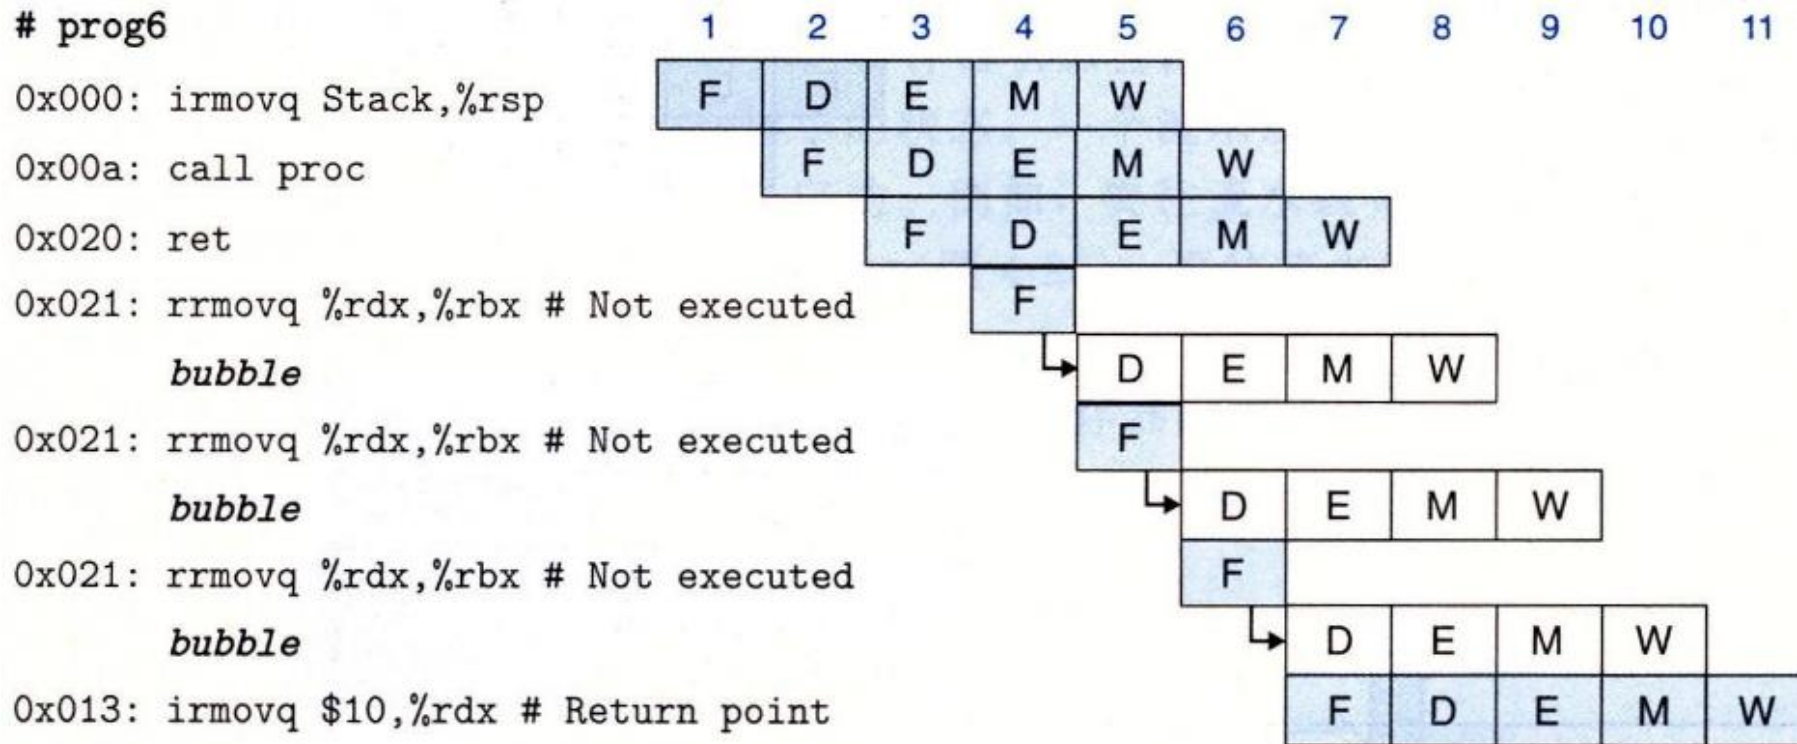 # prog6 1 2 3 4 5 6 7 8 9 10 11
0x000: irmovq Stack,%rsp F D E M W
0x00a: call proc F D E M W
0x020: ret F D E M W
0x021: rrmovq %rdx,%rbx # Not executed F
bubble D E M W
0x021: rrmovq %rdx,%rbx # Not executed F
bubble D E M W
0x021: rrmovq %rdx,%rbx # Not executed F
bubble D E M W
0x013: irmovq $10,%rdx # Return point F D E M W